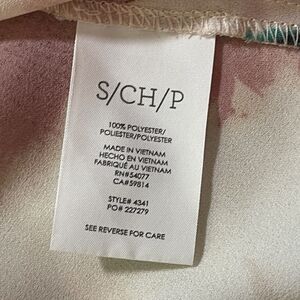 S/CH/P
100% POLYESTER/
POLIÉSTER/POLYESTER
MADE IN VIETNAM
HECHO EN VIETNAM
FABRIQUÉ AU VIETNAM
RN#54077
CA#59814
STYLE# 4341
PO# 227279
SEE REVERSE FOR CARE